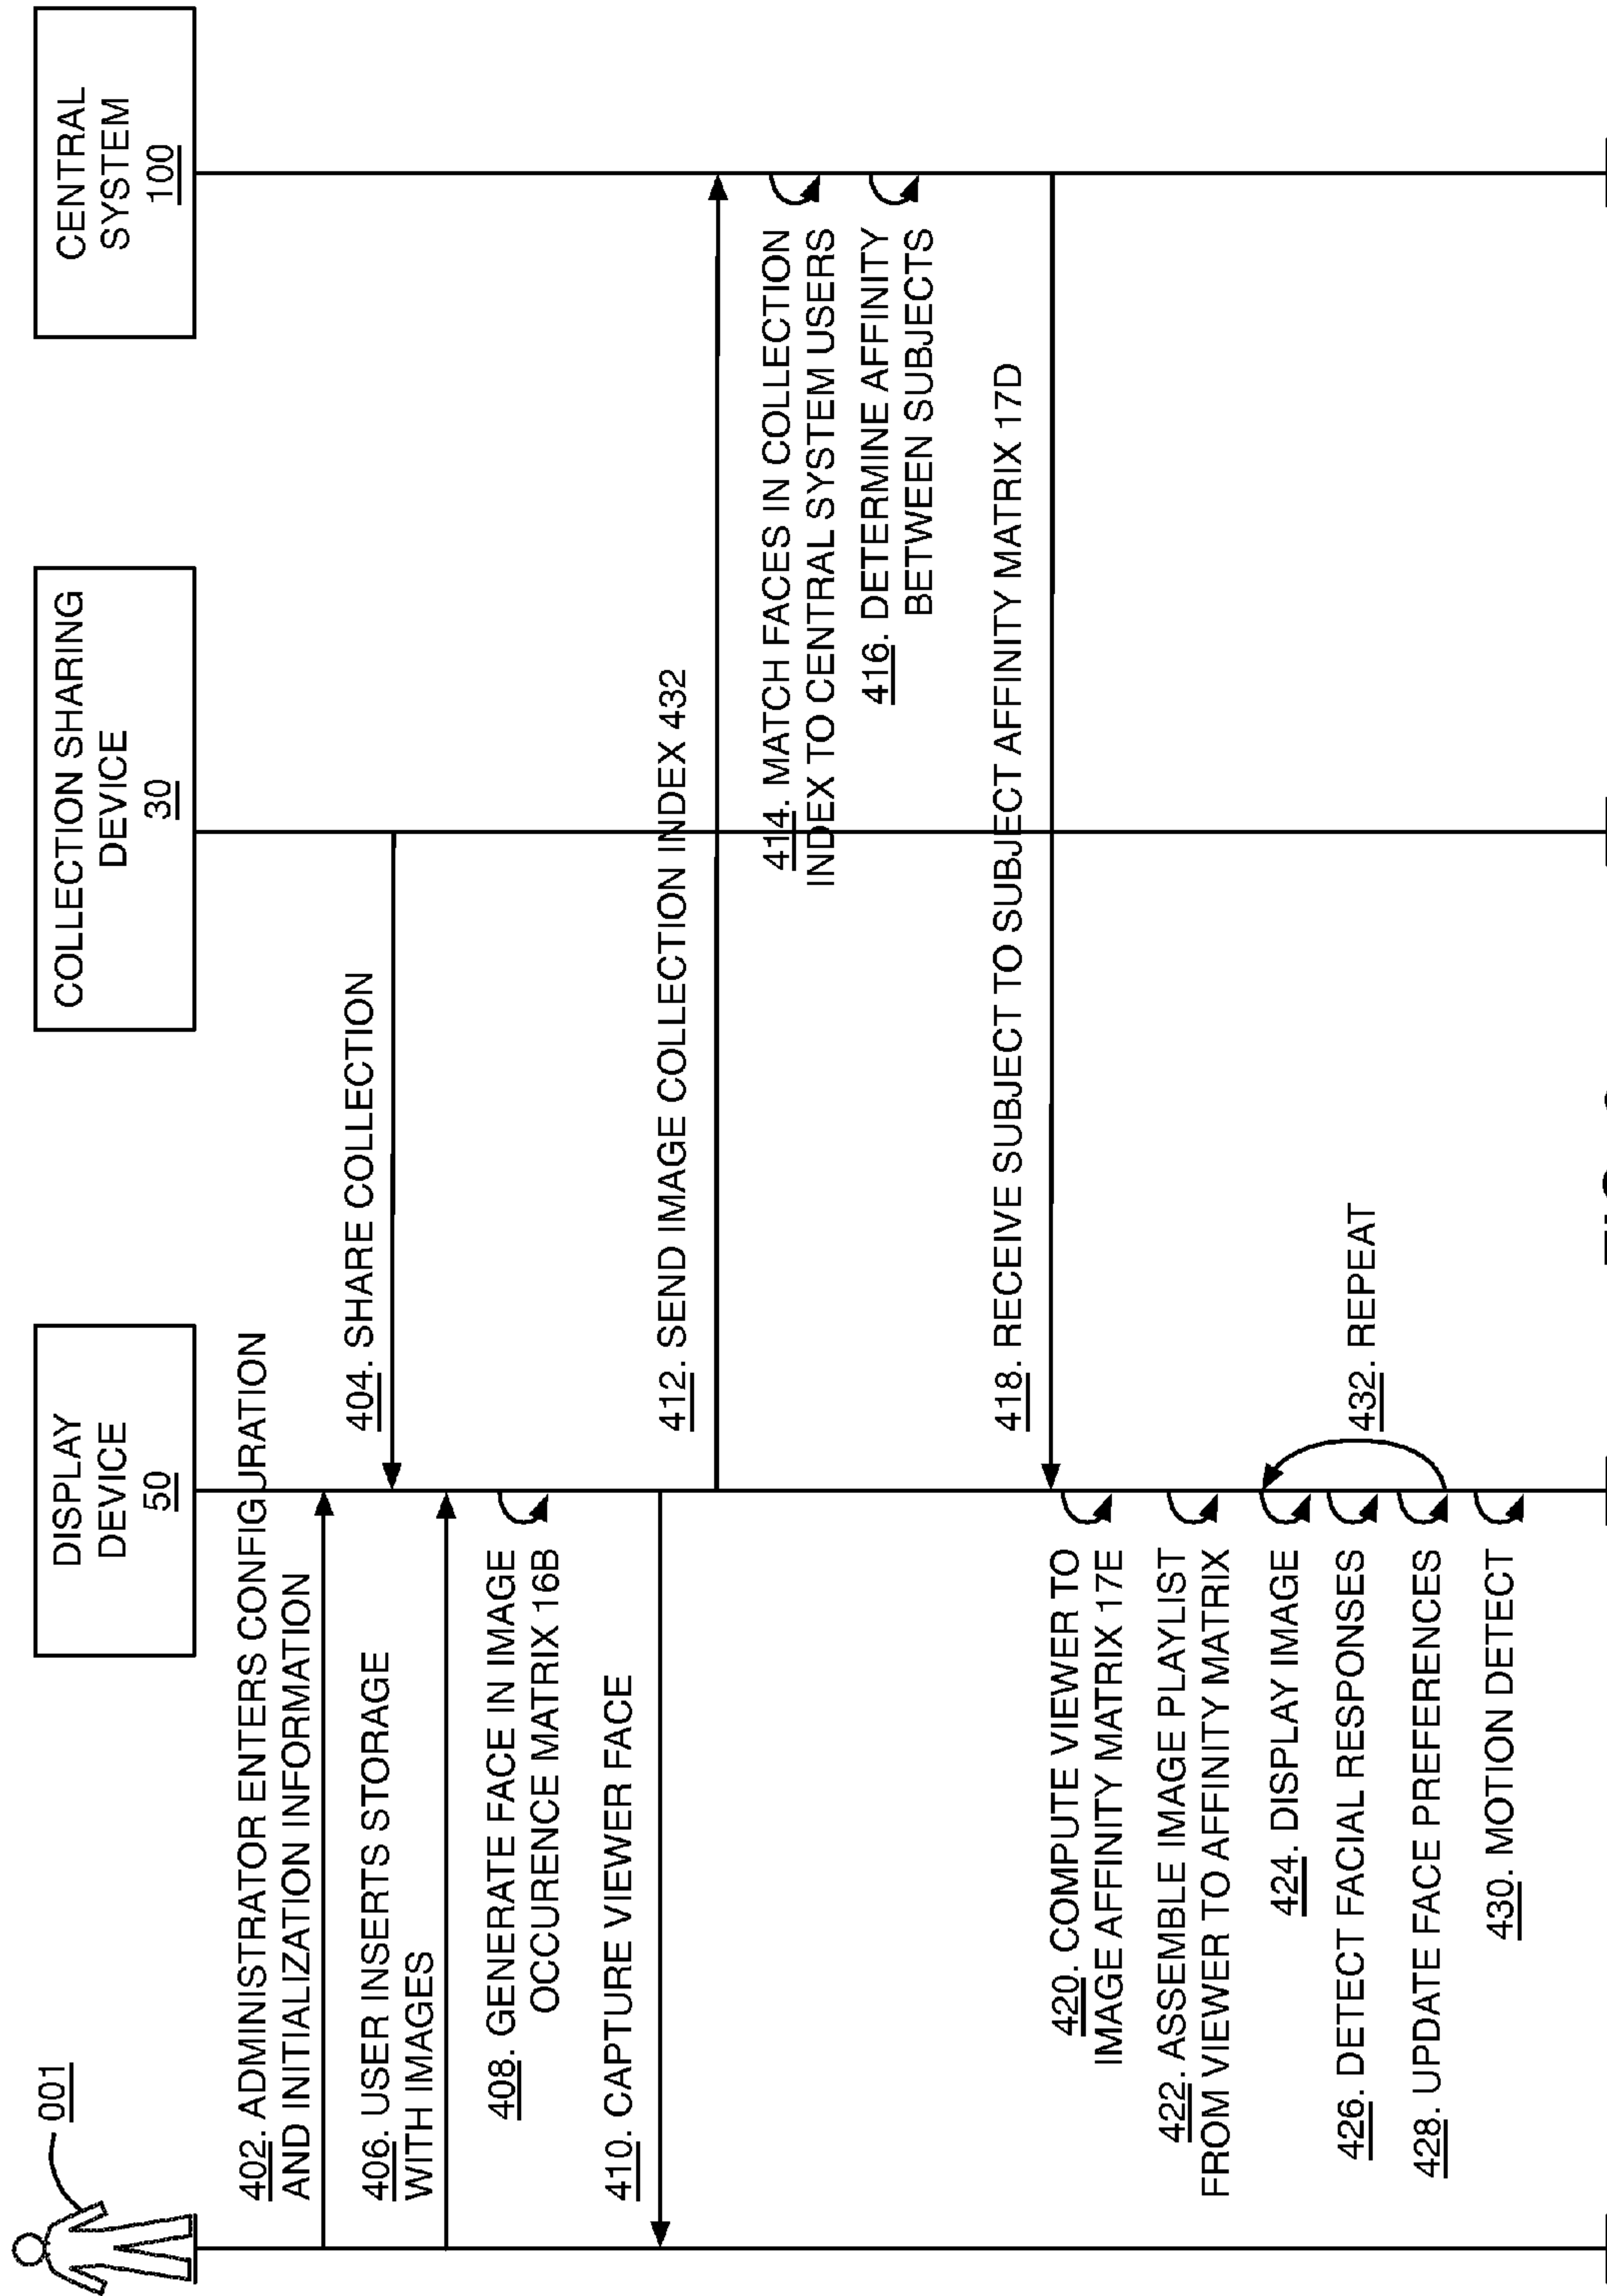 001
DISPLAY
DEVICE
50
COLLECTION SHARING
DEVICE
30
CENTRAL
SYSTEM
100
402. ADMINISTRATOR ENTERS CONFIGURATION
AND INITIALIZATION INFORMATION
404. SHARE COLLECTION
406. USER INSERTS STORAGE
WITH IMAGES
408. GENERATE FACE IN IMAGE
OCCURENCE MATRIX 16B
410. CAPTURE VIEWER FACE
412. SEND IMAGE COLLECTION INDEX 432
414. MATCH FACES IN COLLECTION
INDEX TO CENTRAL SYSTEM USERS
416. DETERMINE AFFINITY
BETWEEN SUBJECTS
418. RECEIVE SUBJECT TO SUBJECT AFFINITY MATRIX 17D
420. COMPUTE VIEWER TO
IMAGE AFFINITY MATRIX 17E
422. ASSEMBLE IMAGE PLAYLIST
FROM VIEWER TO AFFINITY MATRIX
424. DISPLAY IMAGE
426. DETECT FACIAL RESPONSES
428. UPDATE FACE PREFERENCES
430. MOTION DETECT
432. REPEAT